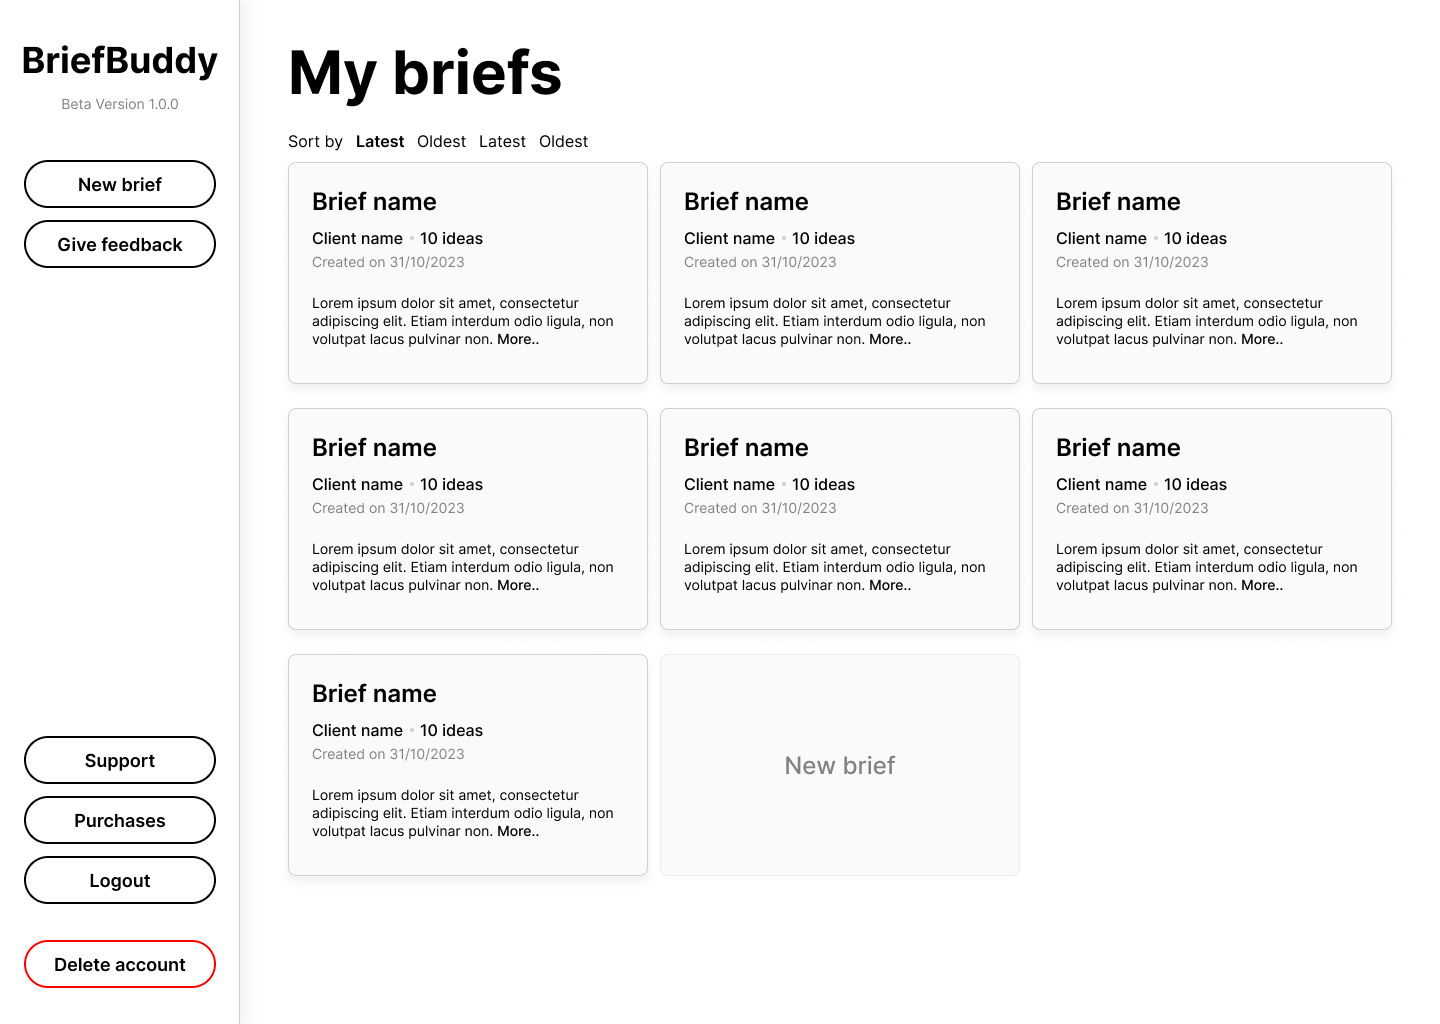 BriefBuddy
Beta Version 1.0.0
New brief
Give feedback
Support
Purchases
Logout
Delete account
My briefs
Sort by Latest Oldest Latest Oldest
Brief name
Client name • 10 ideas
Created on 31/10/2023
Lorem ipsum dolor sit amet, consectetur
adipiscing elit. Etiam interdum odio ligula, non
volutpat lacus pulvinar non. More..
Brief name
Client name • 10 ideas
Created on 31/10/2023
Lorem ipsum dolor sit amet, consectetur
adipiscing elit. Etiam interdum odio ligula, non
volutpat lacus pulvinar non. More..
Brief name
Client name • 10 ideas
Created on 31/10/2023
Lorem ipsum dolor sit amet, consectetur
adipiscing elit. Etiam interdum odio ligula, non
volutpat lacus pulvinar non. More..
Brief name
Client name • 10 ideas
Created on 31/10/2023
Lorem ipsum dolor sit amet, consectetur
adipiscing elit. Etiam interdum odio ligula, non
volutpat lacus pulvinar non. More..
Brief name
Client name • 10 ideas
Created on 31/10/2023
Lorem ipsum dolor sit amet, consectetur
adipiscing elit. Etiam interdum odio ligula, non
volutpat lacus pulvinar non. More..
Brief name
Client name • 10 ideas
Created on 31/10/2023
Lorem ipsum dolor sit amet, consectetur
adipiscing elit. Etiam interdum odio ligula, non
volutpat lacus pulvinar non. More..
Brief name
Client name • 10 ideas
Created on 31/10/2023
Lorem ipsum dolor sit amet, consectetur
adipiscing elit. Etiam interdum odio ligula, non
volutpat lacus pulvinar non. More..
New brief